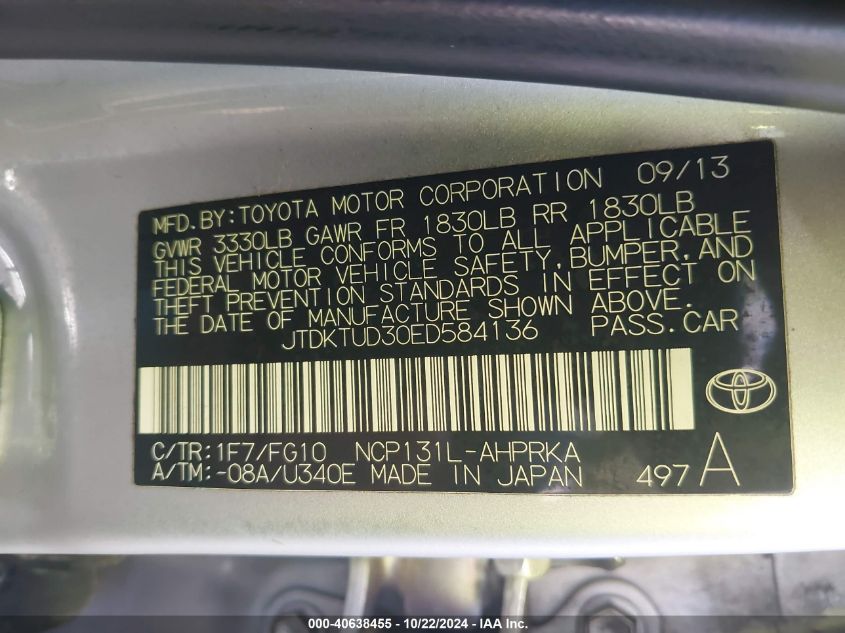 MFD.BY:TOYOTA MOTOR CORPORATION 09/13
GVWR 3330LB GAWR FR 1830LB RR 1830LB
THIS VEHICLE CONFORMS TO ALL APPLICABLE
FEDERAL MOTOR VEHICLE SAFETY,BUMPER,AND
THEFT PREVENTION STANDARDS IN EFFECT ON
THE DATE OF MANUFACTURE SHOWN ABOVE.
JTDKTUD30ED584136 PASS.CAR
C/TR:1F7/FG10 NCP131L-AHPRKA
A/TM:-08A/U340E MADE IN JAPAN 497 A
000-40638455 - 10/22/2024 - IAA Inc.